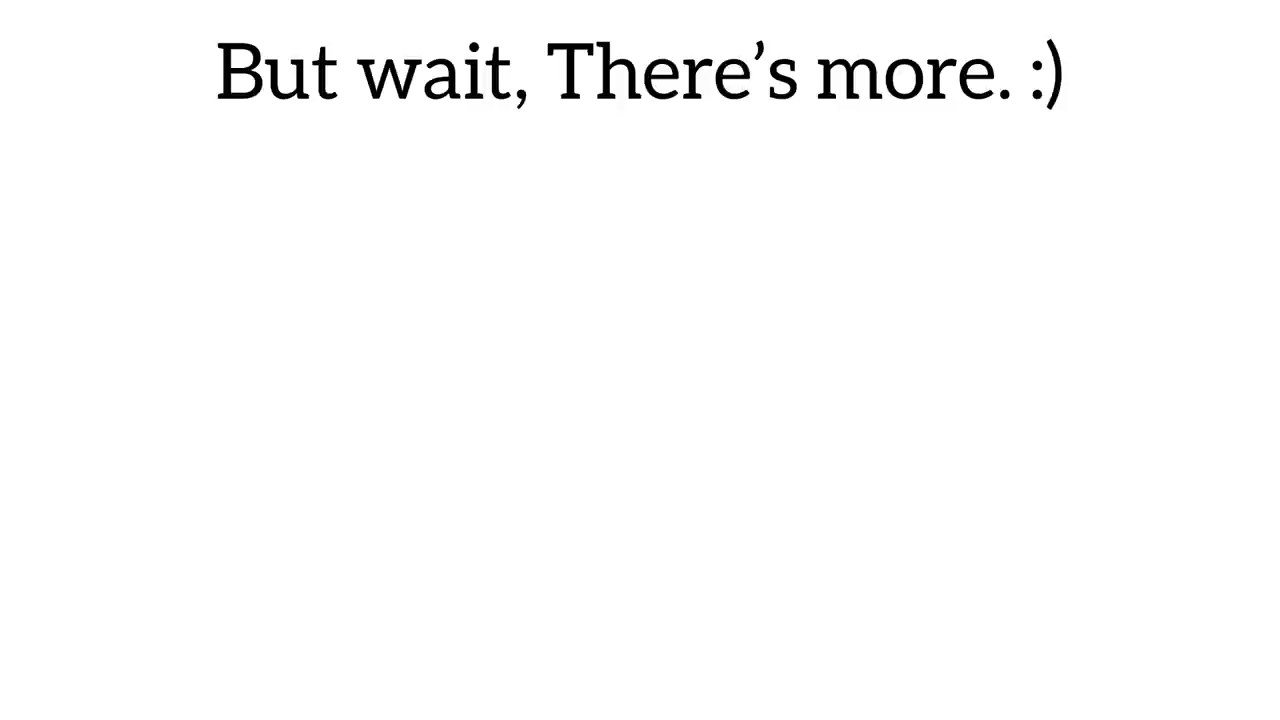 But wait, There’s more. :)